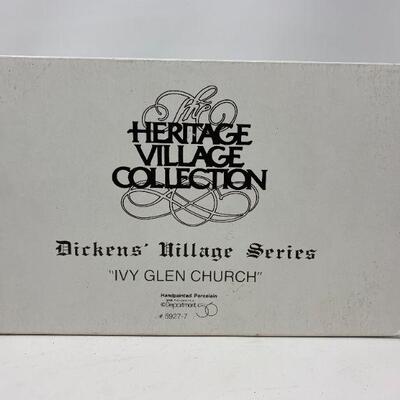 The
HERITAGE
VILLAGE
COLLECTION
Dickens' Village Series
"IVY GLEN CHURCH"
Handpainted Porcelain
©Department 56
# 5927-7